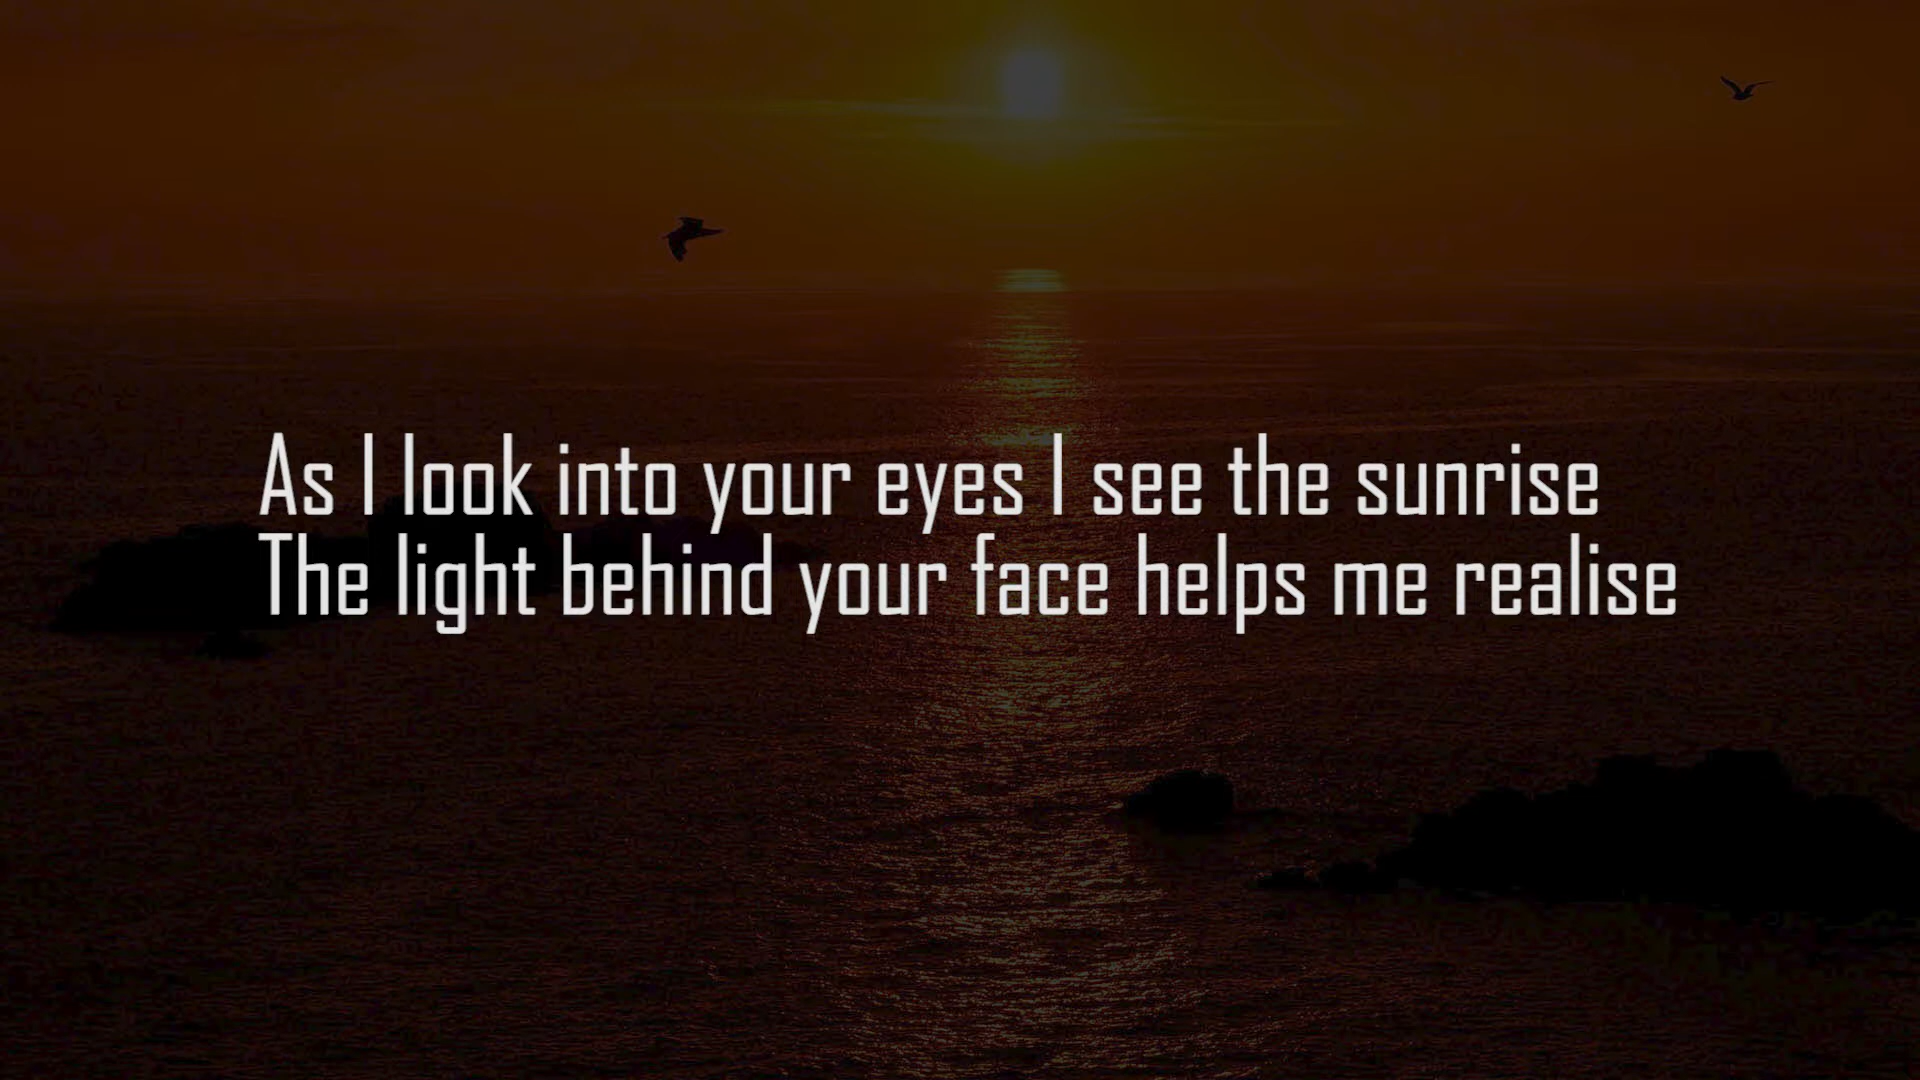 As I look into your eyes I see the sunrise
The light behind your face helps me realise